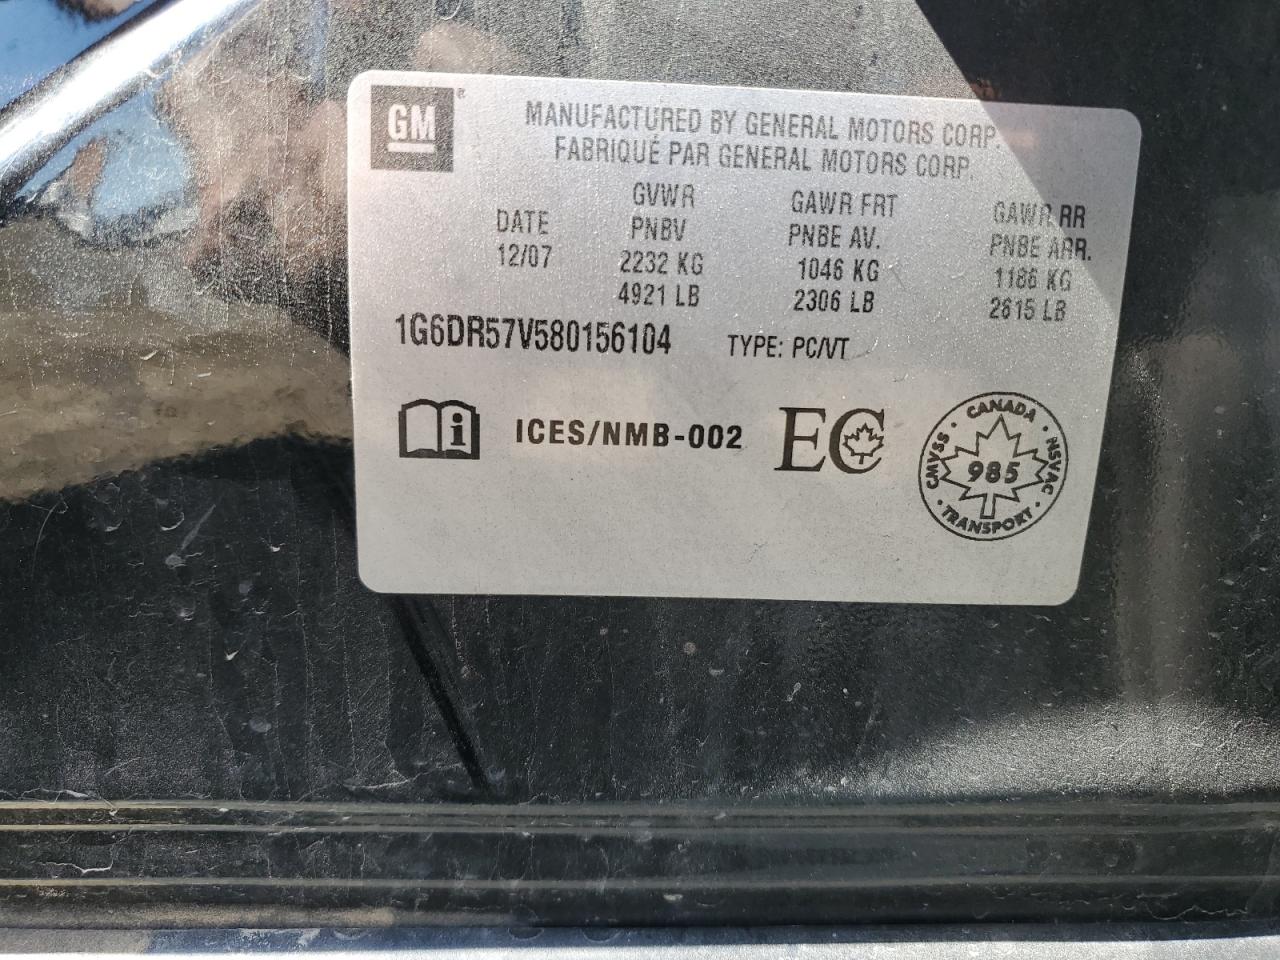 GM®
MANUFACTURED BY GENERAL MOTORS CORP.
FABRIQUÉ PAR GENERAL MOTORS CORP.
DATE
12/07
GVWR
PNBV
2232 KG
4921 LB
GAWR FRT
PNBE AV.
1046 KG
2306 LB
GAWR RR
PNBE ARR.
1186 KG
2615 LB
1G6DR57V580156104 TYPE: PC/VT
i ICES/NMB-002 EC
CANADA
CMVSS · NSVAC
985
TRANSPORT